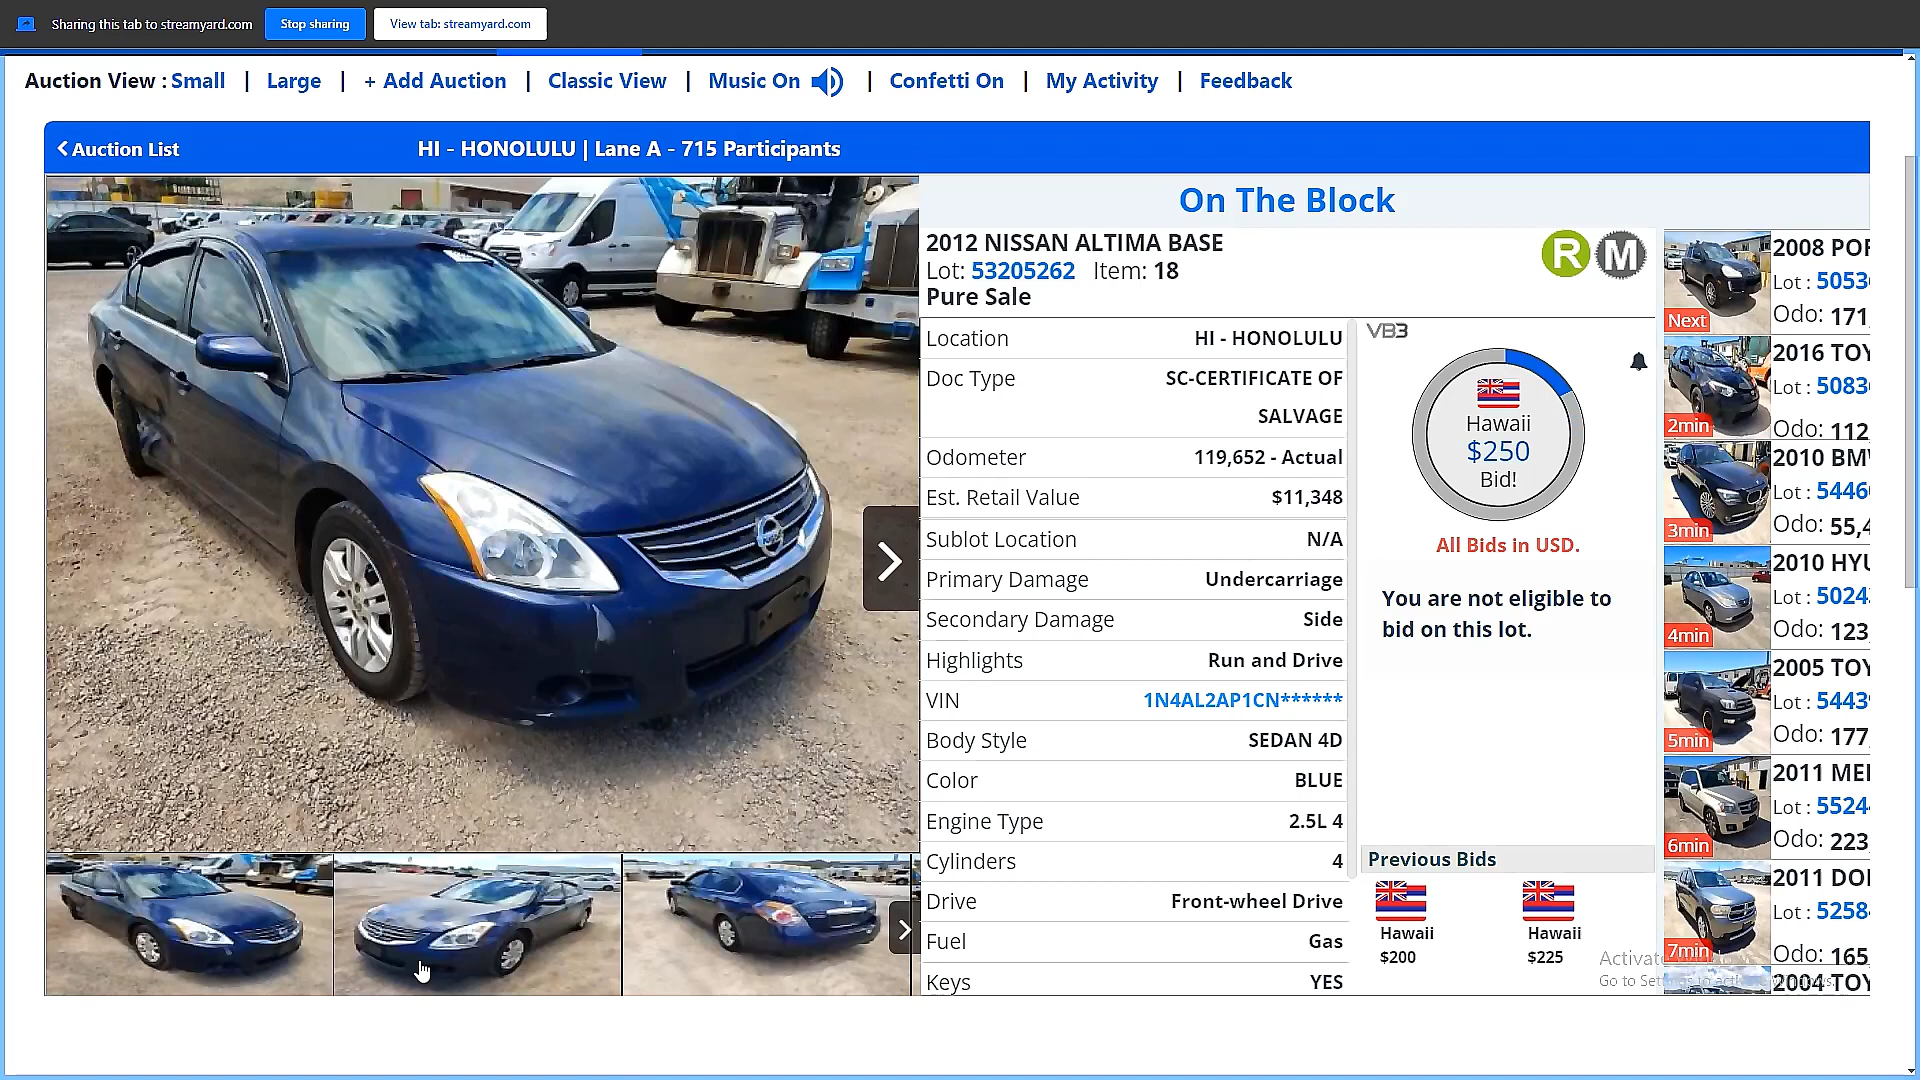 Sharing this tab to streamyard.com
Stop sharing
View tab: streamyard.com
Auction View : Small | Large | + Add Auction | Classic View | Music On | Confetti On | My Activity | Feedback
Auction List
HI - HONOLULU | Lane A - 715 Participants
On The Block
2012 NISSAN ALTIMA BASE
Lot: 53205262 Item: 18
Pure Sale
R M
Location HI - HONOLULU
Doc Type SC-CERTIFICATE OF
SALVAGE
Odometer 119,652 - Actual
Est. Retail Value $11,348
Sublot Location N/A
Primary Damage Undercarriage
Secondary Damage Side
Highlights Run and Drive
VIN 1N4AL2AP1CN******
Body Style SEDAN 4D
Color BLUE
Engine Type 2.5L 4
Cylinders 4
Drive Front-wheel Drive
Fuel Gas
Keys YES
VB3
Hawaii
$250
Bid!
All Bids in USD.
You are not eligible to
bid on this lot.
Previous Bids
Hawaii
$200
Hawaii
$225
Next
2008 POR
Lot : 5053
Odo: 171,
2min
2016 TOY
Lot : 5083
Odo: 112
3min
2010 BMW
Lot : 5446
Odo: 55,4
4min
2010 HYU
Lot : 5024
Odo: 123
5min
2005 TOY
Lot : 5443
Odo: 177
6min
2011 MER
Lot : 5524
Odo: 223
7min
2011 DOD
Lot : 5258
Odo: 165
2004 TOY